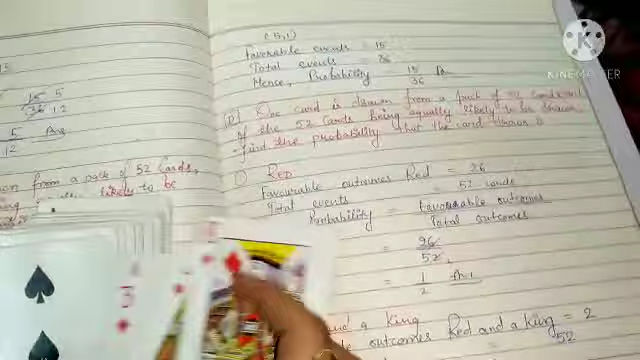 15 5
36 12
5 Ans
12
from a pack of 52 Cards,
likely to be
(5,1)
Favorable events = 15
Total events = 36
Hence, Probability 15 Ans
36
One card is drawn from a pack of 52 cards
of the 52 cards being equally likely to be drawn
find the probability that the card drawn is
① Red
Favourable outcomes Red = 26
Total events = 52 cards
Probability = Favourable outcomes
Total outcomes
= 26
52
= 1 Ans
2
and a King
outcomes Red and a king = 2
52
3
KINEMASTER